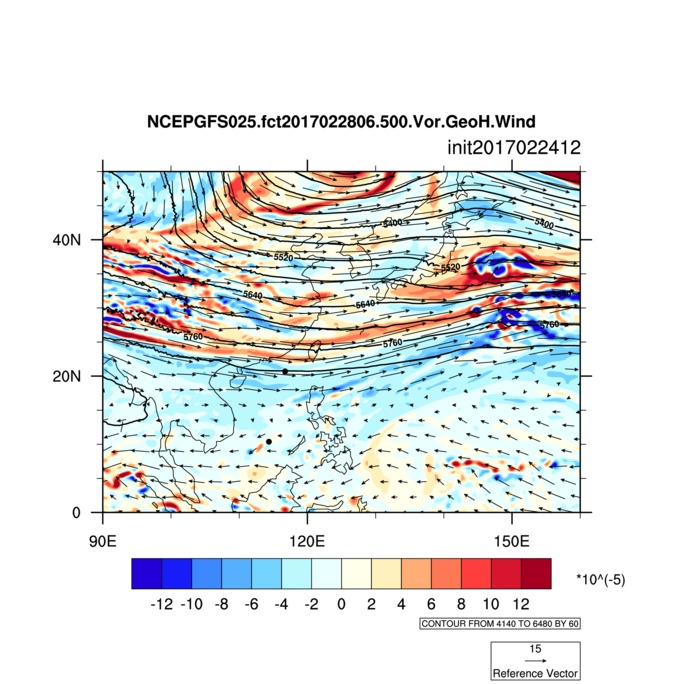 NCEPGFS025.fct2017022806.500.Vor.GeoH.Wind
init2017022412
5400
5400
40N
5520
5520
5640
5640
5760
5760
5760
20N
0
90E 120E 150E
-12 -10 -8 -6 -4 -2 0 2 4 6 8 10 12
*10^(-5)
CONTOUR FROM 4140 TO 6480 BY 60
15
Reference Vector